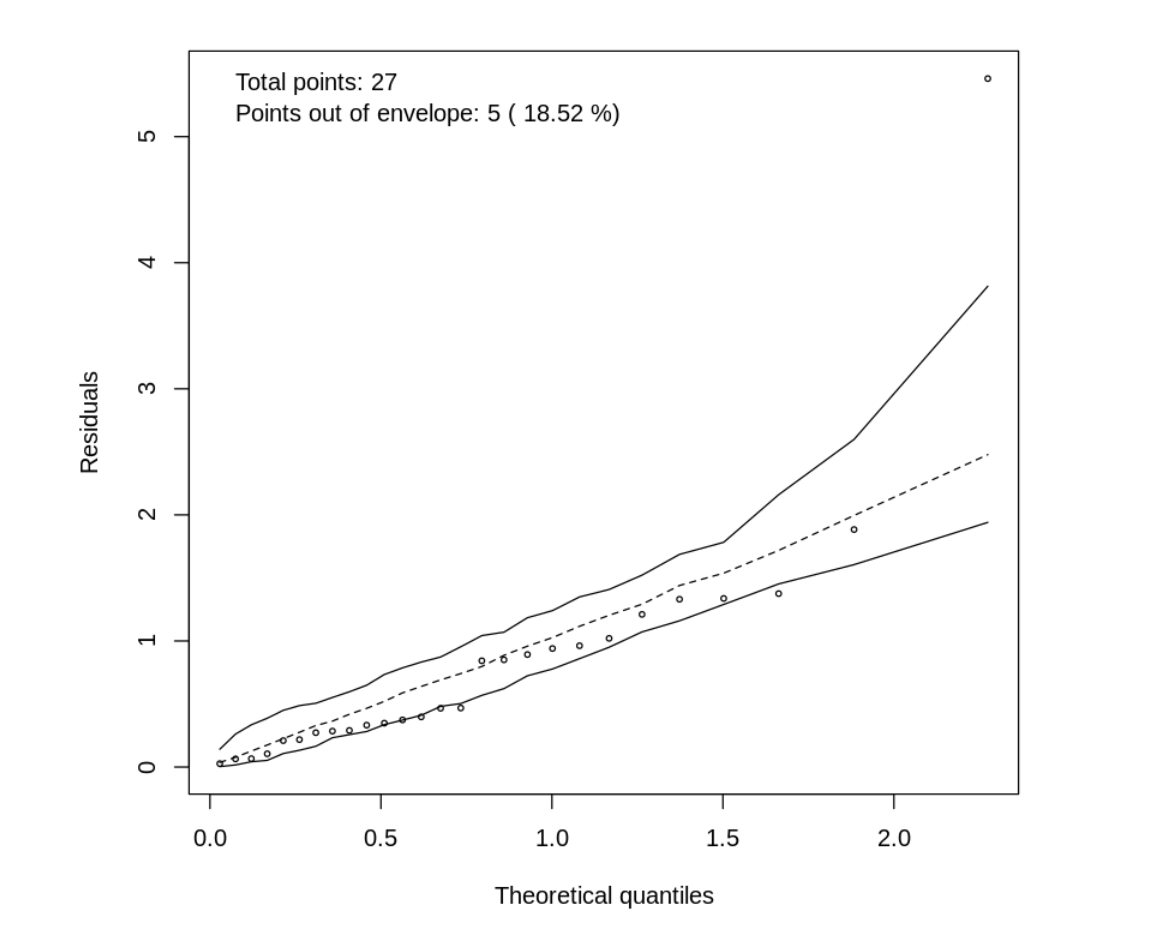 Total points: 27
Points out of envelope: 5 ( 18.52 %)
Residuals
5
4
3
2
1
0
0.0 0.5 1.0 1.5 2.0
Theoretical quantiles